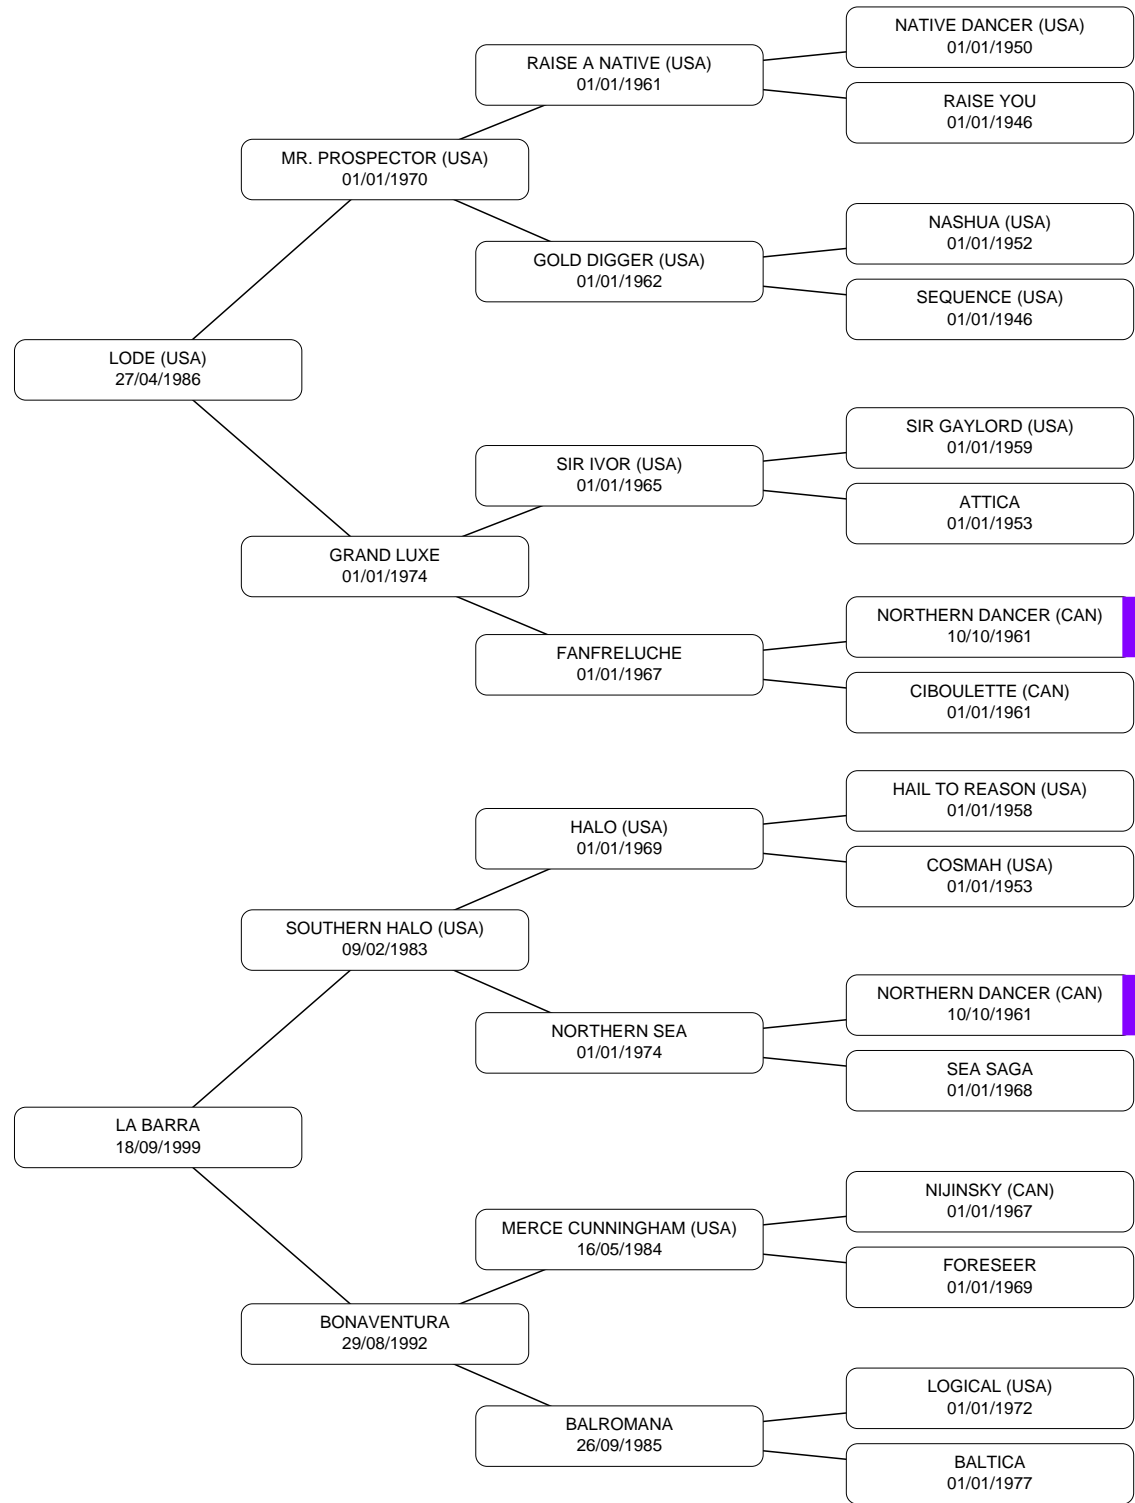 NATIVE DANCER (USA)
01/01/1950
RAISE A NATIVE (USA)
01/01/1961
RAISE YOU
01/01/1946
MR. PROSPECTOR (USA)
01/01/1970
NASHUA (USA)
01/01/1952
GOLD DIGGER (USA)
01/01/1962
SEQUENCE (USA)
01/01/1946
LODE (USA)
27/04/1986
SIR GAYLORD (USA)
01/01/1959
SIR IVOR (USA)
01/01/1965
ATTICA
01/01/1953
GRAND LUXE
01/01/1974
NORTHERN DANCER (CAN)
10/10/1961
FANFRELUCHE
01/01/1967
CIBOULETTE (CAN)
01/01/1961
HAIL TO REASON (USA)
01/01/1958
HALO (USA)
01/01/1969
COSMAH (USA)
01/01/1953
SOUTHERN HALO (USA)
09/02/1983
NORTHERN DANCER (CAN)
10/10/1961
NORTHERN SEA
01/01/1974
SEA SAGA
01/01/1968
LA BARRA
18/09/1999
NIJINSKY (CAN)
01/01/1967
MERCE CUNNINGHAM (USA)
16/05/1984
FORESEER
01/01/1969
BONAVENTURA
29/08/1992
LOGICAL (USA)
01/01/1972
BALROMANA
26/09/1985
BALTICA
01/01/1977